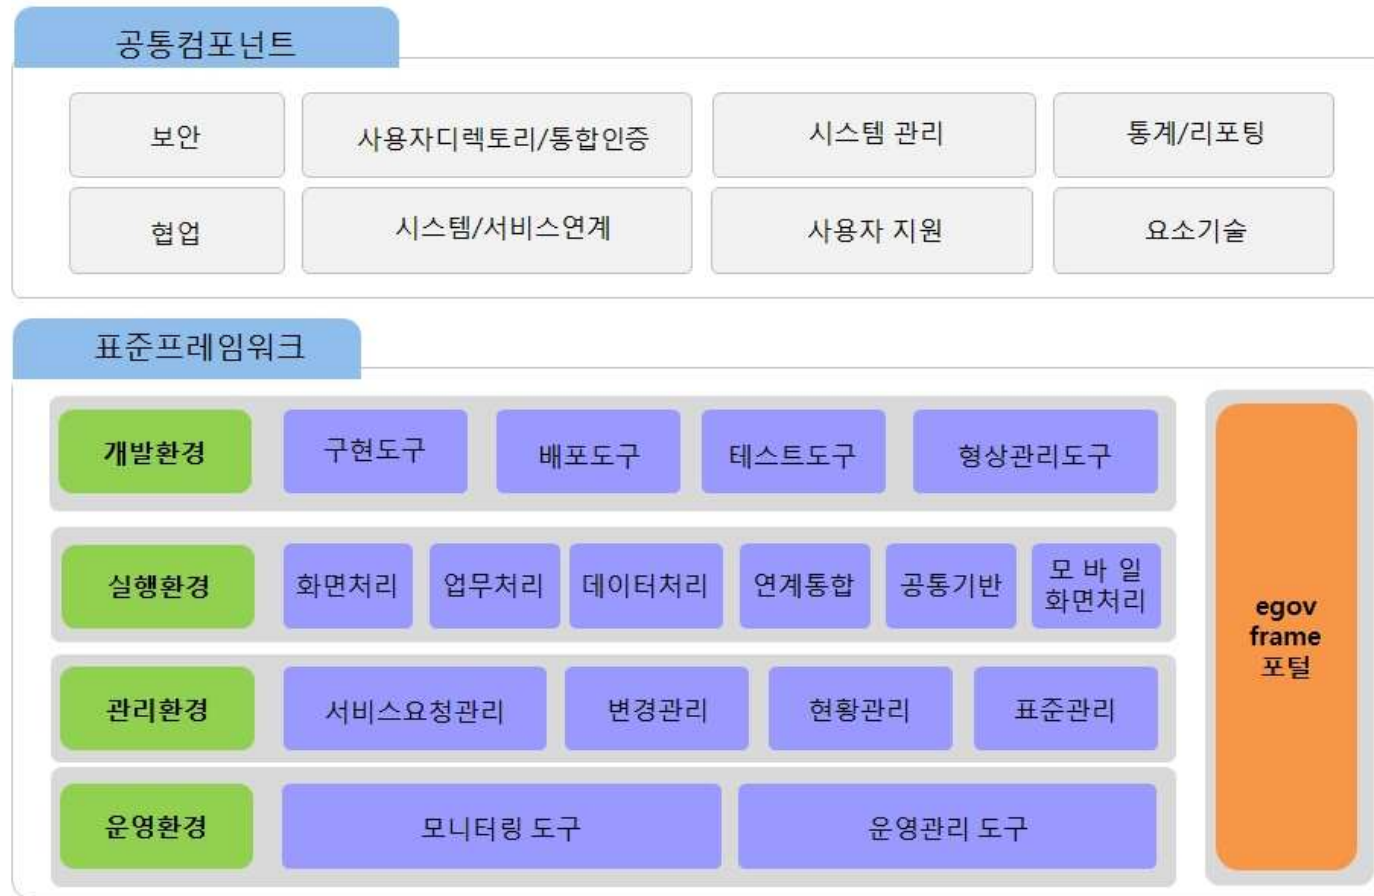 공통컴포넌트
보안
사용자디렉토리/통합인증
시스템 관리
통계/리포팅
협업
시스템/서비스연계
사용자 지원
요소기술
표준프레임워크
개발환경
구현도구
배포도구
테스트도구
형상관리도구
실행환경
화면처리
업무처리
데이터처리
연계통합
공통기반
모 바 일
화면처리
관리환경
서비스요청관리
변경관리
현황관리
표준관리
운영환경
모니터링 도구
운영관리 도구
egov
frame
포털